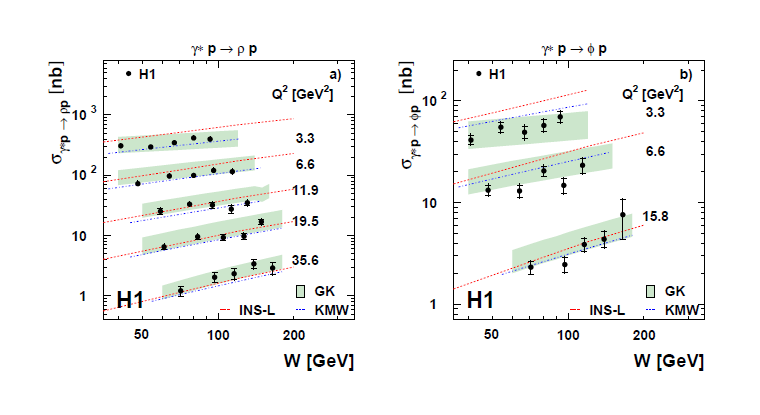 γ* p → ρ p
H1
a)
Q² [GeV²]
σγ*p→ρp [nb]
10³
10²
10
1
3.3
6.6
11.9
19.5
35.6
H1
GK
INS-L
KMW
50
100
200
W [GeV]
γ* p → ϕ p
H1
b)
Q² [GeV²]
σγ*p→ϕp [nb]
10²
10
1
3.3
6.6
15.8
H1
GK
INS-L
KMW
50
100
200
W [GeV]